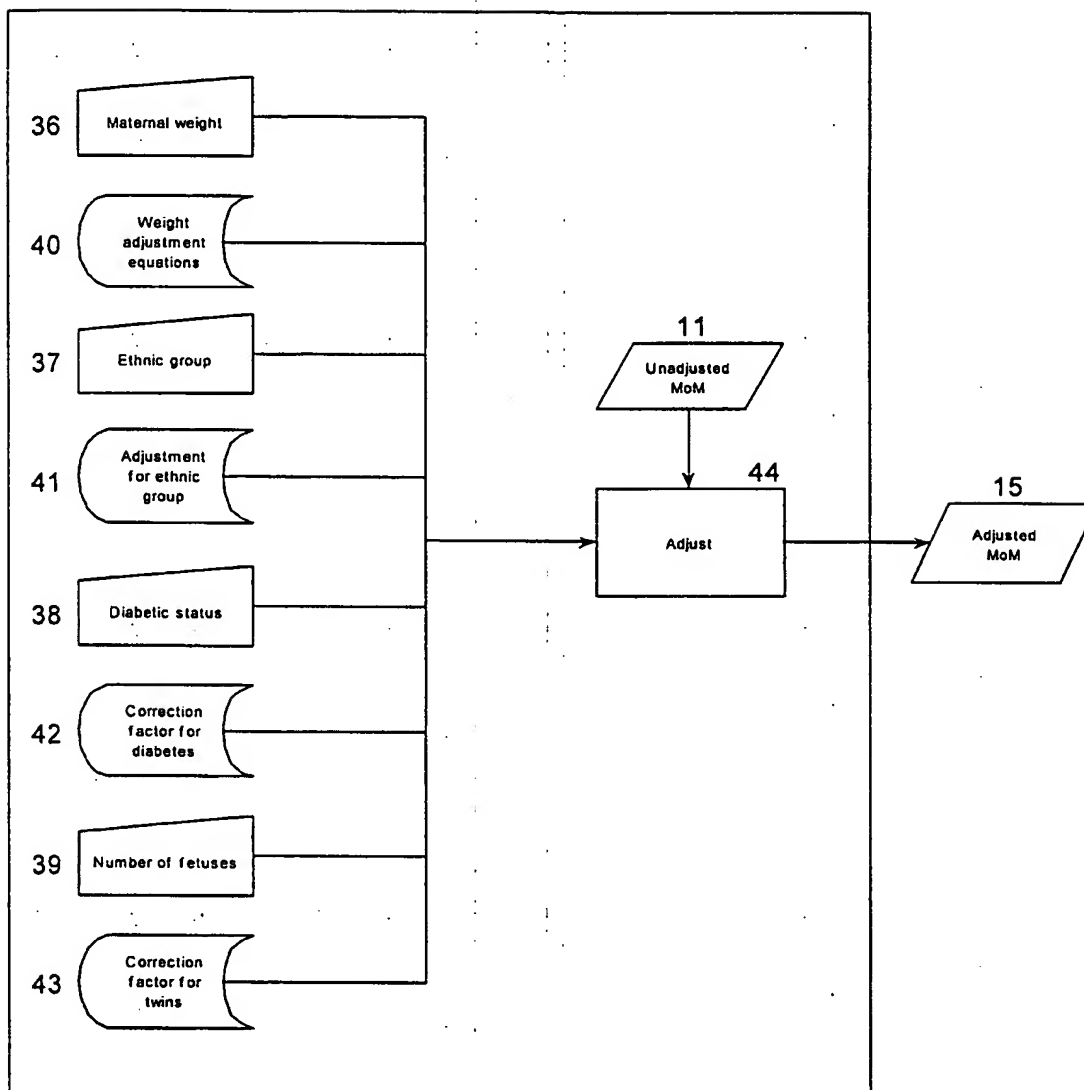 36
Maternal weight
40
Weight
adjustment
equations
37
Ethnic group
41
Adjustment
for ethnic
group
38
Diabetic status
42
Correction
factor for
diabetes
39
Number of fetuses
43
Correction
factor for
twins
11
Unadjusted
MoM
44
Adjust
15
Adjusted
MoM